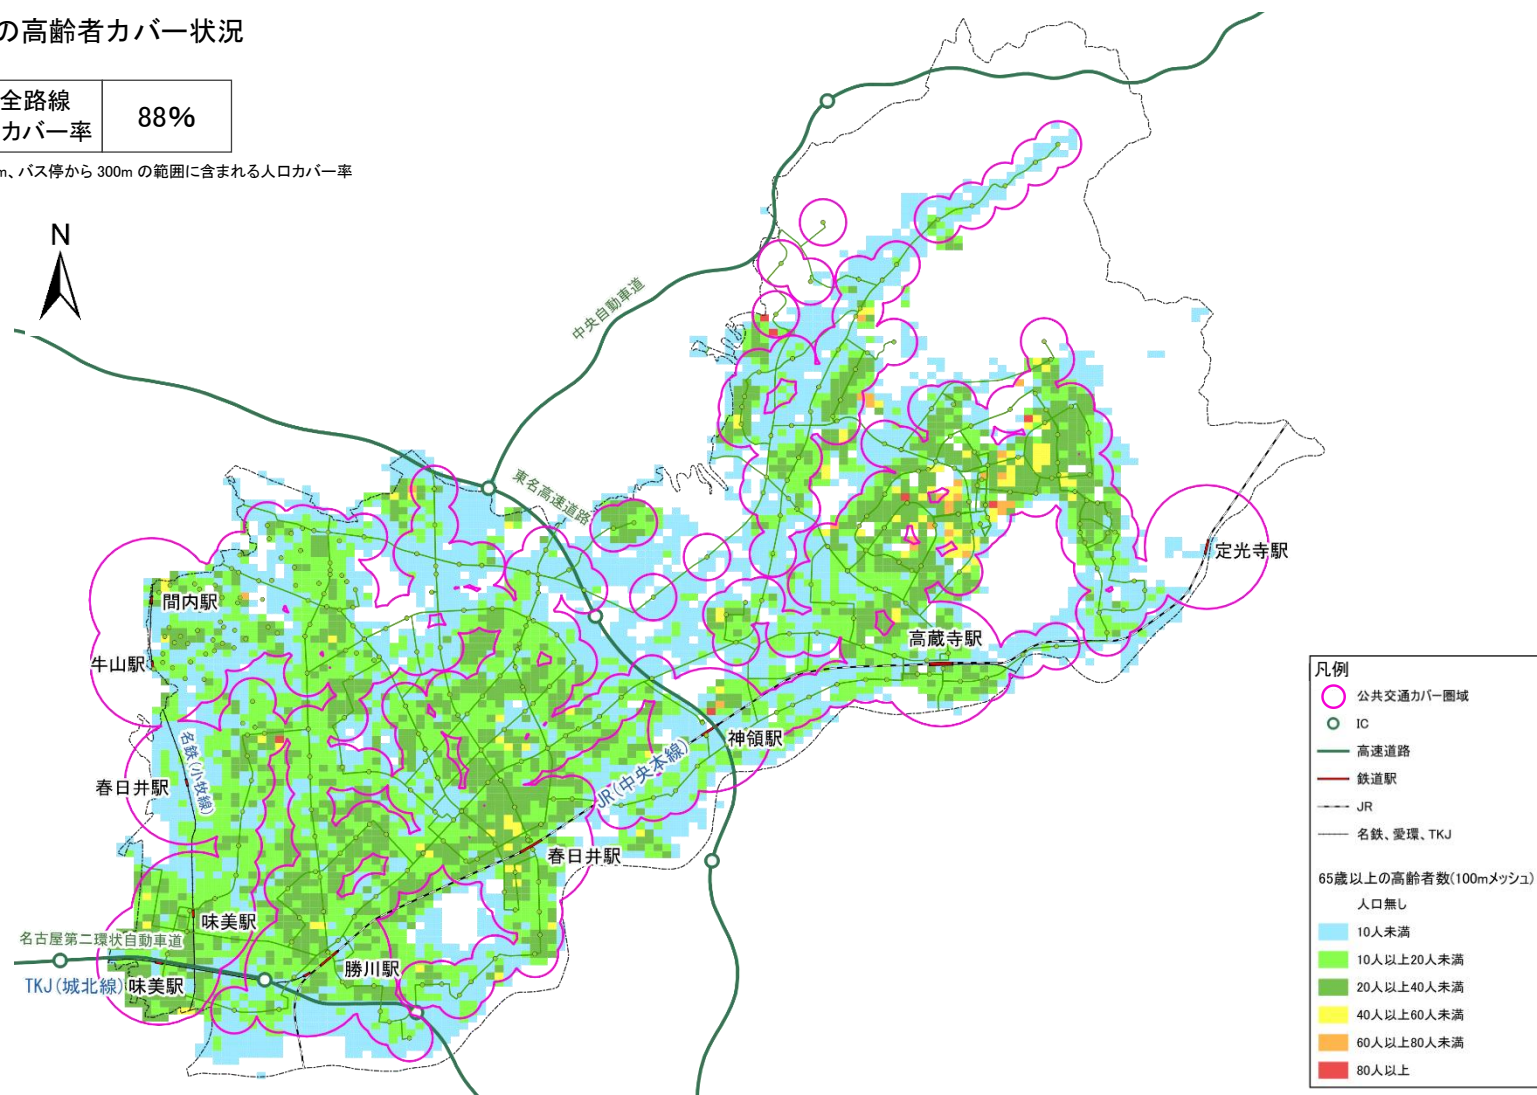 の高齢者カバー状況
全路線
カバー率
88%
m、バス停から 300m の範囲に含まれる人口カバー率
N
中央自動車道
東名高速道路
定光寺駅
間内駅
牛山駅
高蔵寺駅
名鉄(小牧線)
神領駅
JR(中央本線)
春日井駅
春日井駅
味美駅
名古屋第二環状自動車道
勝川駅
TKJ(城北線)
味美駅
凡例
公共交通カバー圏域
IC
高速道路
鉄道駅
JR
名鉄、愛環、TKJ
65歳以上の高齢者数(100mメッシュ)
人口無し
10人未満
10人以上20人未満
20人以上40人未満
40人以上60人未満
60人以上80人未満
80人以上